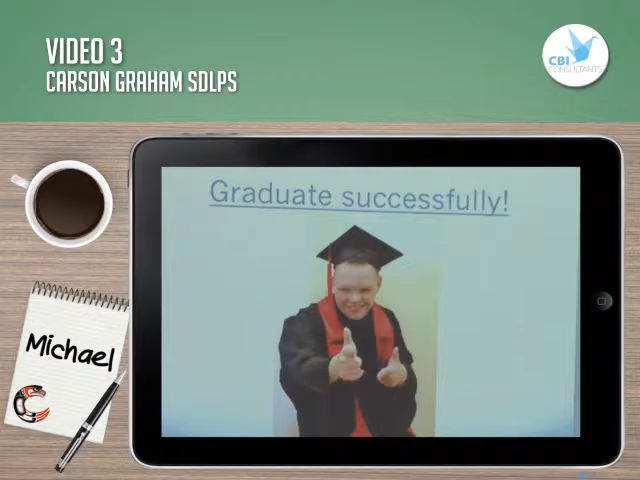 VIDEO 3
CARSON GRAHAM SDLPS
CBI
CONSULTANTS
Graduate successfully!
Michael